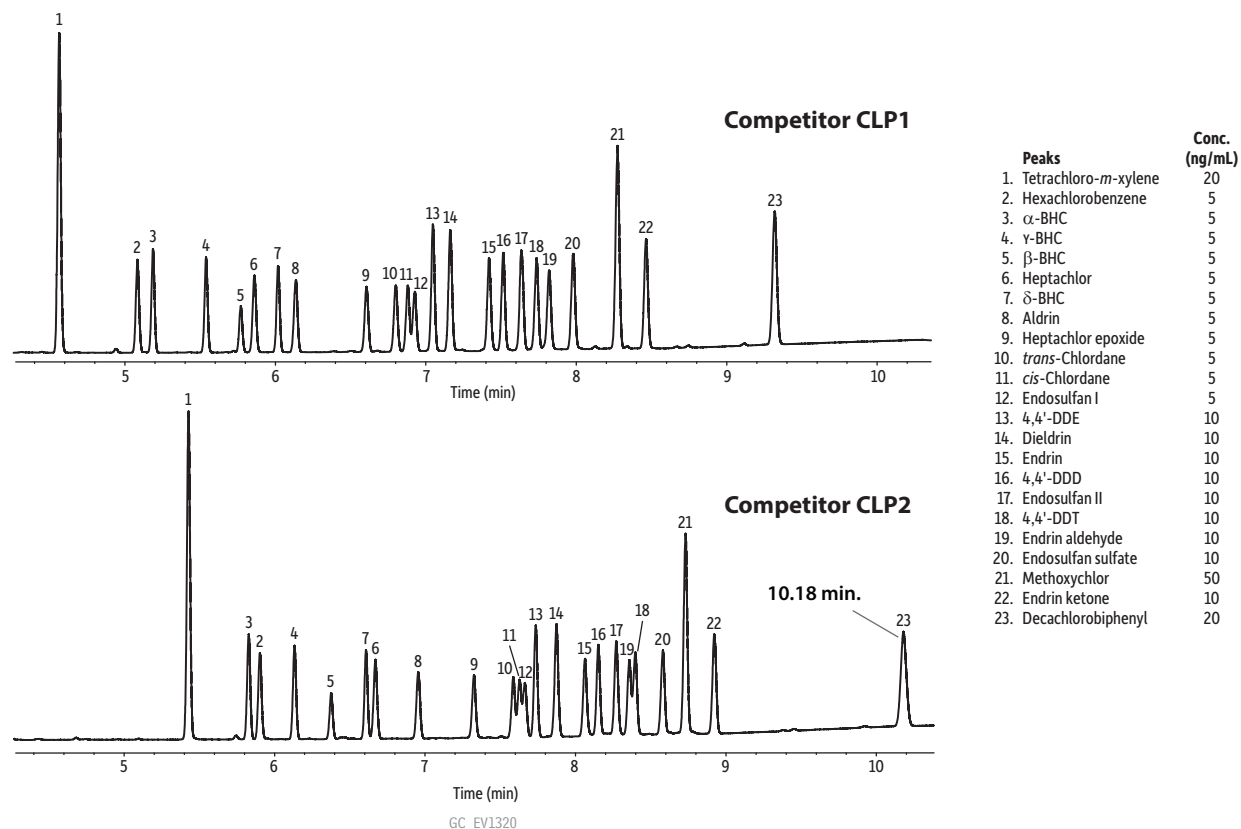 1
Competitor CLP1
21
13
14
23
2
3
4
5
6
7
8
9
10
11
12
15
16
17
18
19
20
22
5
6
7
8
9
10
Time (min)
1
Competitor CLP2
21
10.18 min.
18
13
14
23
3
2
4
5
7
6
8
9
10
11
12
15
16
17
19
20
22
5
6
7
8
9
10
Time (min)
GC_EV1320
Conc.
Peaks (ng/mL)
1. Tetrachloro-m-xylene 20
2. Hexachlorobenzene 5
3. α-BHC 5
4. γ-BHC 5
5. β-BHC 5
6. Heptachlor 5
7. δ-BHC 5
8. Aldrin 5
9. Heptachlor epoxide 5
10. trans-Chlordane 5
11. cis-Chlordane 5
12. Endosulfan I 5
13. 4,4'-DDE 10
14. Dieldrin 10
15. Endrin 10
16. 4,4'-DDD 10
17. Endosulfan II 10
18. 4,4'-DDT 10
19. Endrin aldehyde 10
20. Endosulfan sulfate 10
21. Methoxychlor 50
22. Endrin ketone 10
23. Decachlorobiphenyl 20